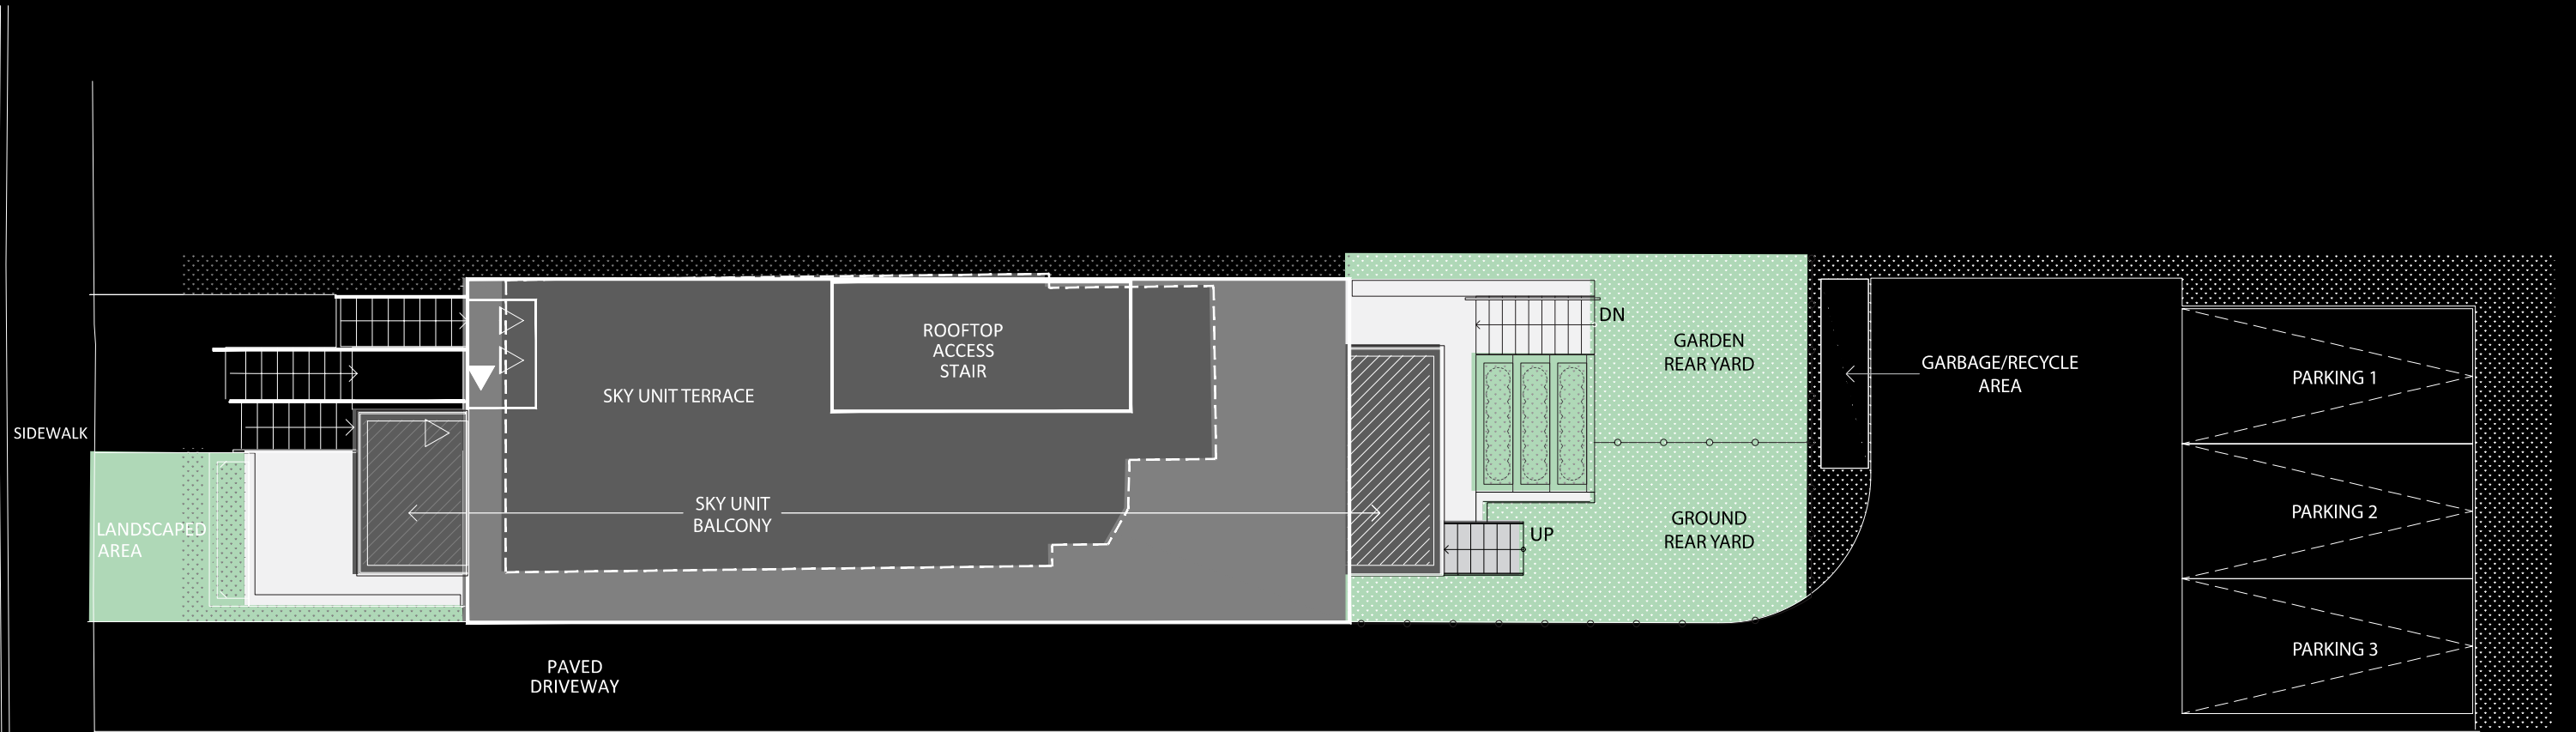 SIDEWALK
LANDSCAPED
AREA
PAVED
DRIVEWAY
SKY UNIT TERRACE
SKY UNIT
BALCONY
ROOFTOP
ACCESS
STAIR
DN
UP
GARDEN
REAR YARD
GROUND
REAR YARD
GARBAGE/RECYCLE
AREA
PARKING 1
PARKING 2
PARKING 3